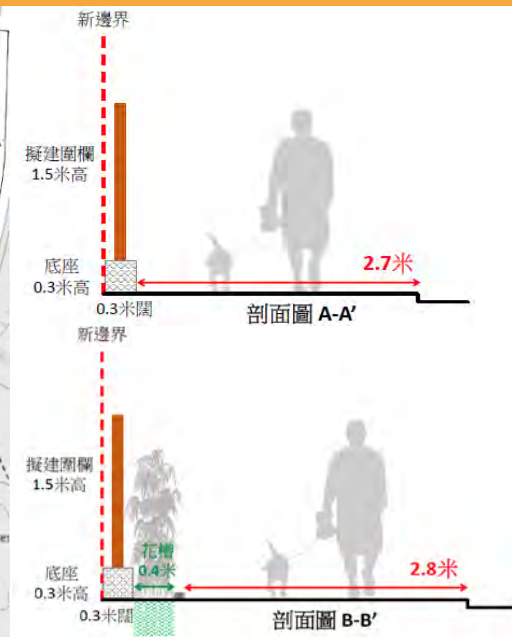 新邊界
擬建圍欄
1.5米高
底座
0.3米高
2.7米
0.3米闊
剖面圖 A-A’
新邊界
擬建圍欄
1.5米高
花槽
0.4米
底座
0.3米高
2.8米
0.3米闊
剖面圖 B-B’